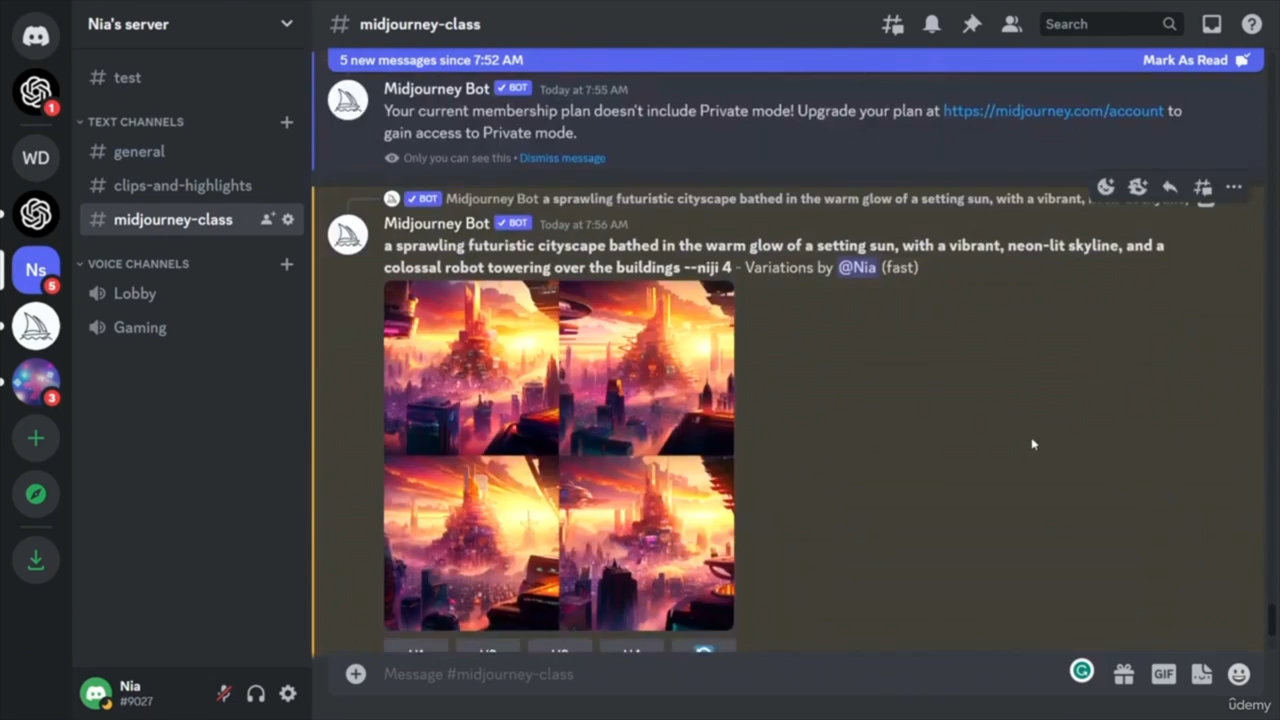 Nia's server
midjourney-class
Search
5 new messages since 7:52 AM
Mark As Read
test
TEXT CHANNELS
general
clips-and-highlights
midjourney-class
VOICE CHANNELS
Lobby
Gaming
1
WD
Ns
5
3
Midjourney Bot BOT Today at 7:55 AM
Your current membership plan doesn't include Private mode! Upgrade your plan at https://midjourney.com/account to
gain access to Private mode.
Only you can see this • Dismiss message
BOT Midjourney Bot a sprawling futuristic cityscape bathed in the warm glow of a setting sun, with a vibrant,
Midjourney Bot BOT Today at 7:56 AM
a sprawling futuristic cityscape bathed in the warm glow of a setting sun, with a vibrant, neon-lit skyline, and a
colossal robot towering over the buildings --niji 4 - Variations by @Nia (fast)
Message #midjourney-class
GIF
Nia
#9027
ûdemy